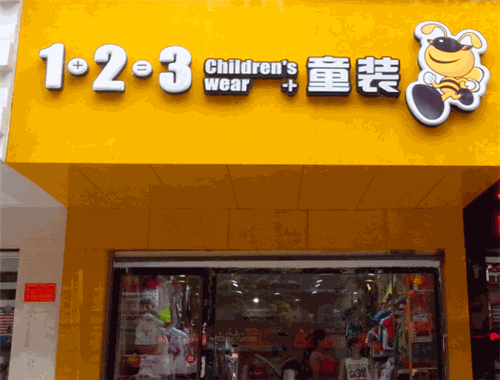 1+2=3 Children's wear 童装